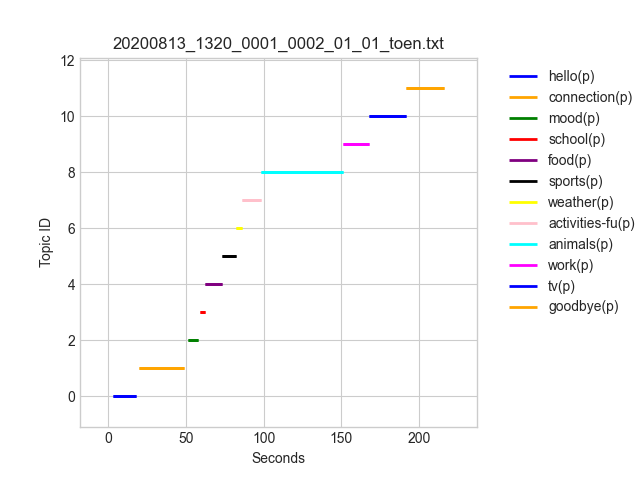 20200813_1320_0001_0002_01_01_toen.txt
12
10
8
6
4
2
0
Topic ID
0 50 100 150 200
Seconds
hello(p)
connection(p)
mood(p)
school(p)
food(p)
sports(p)
weather(p)
activities-fu(p)
animals(p)
work(p)
tv(p)
goodbye(p)